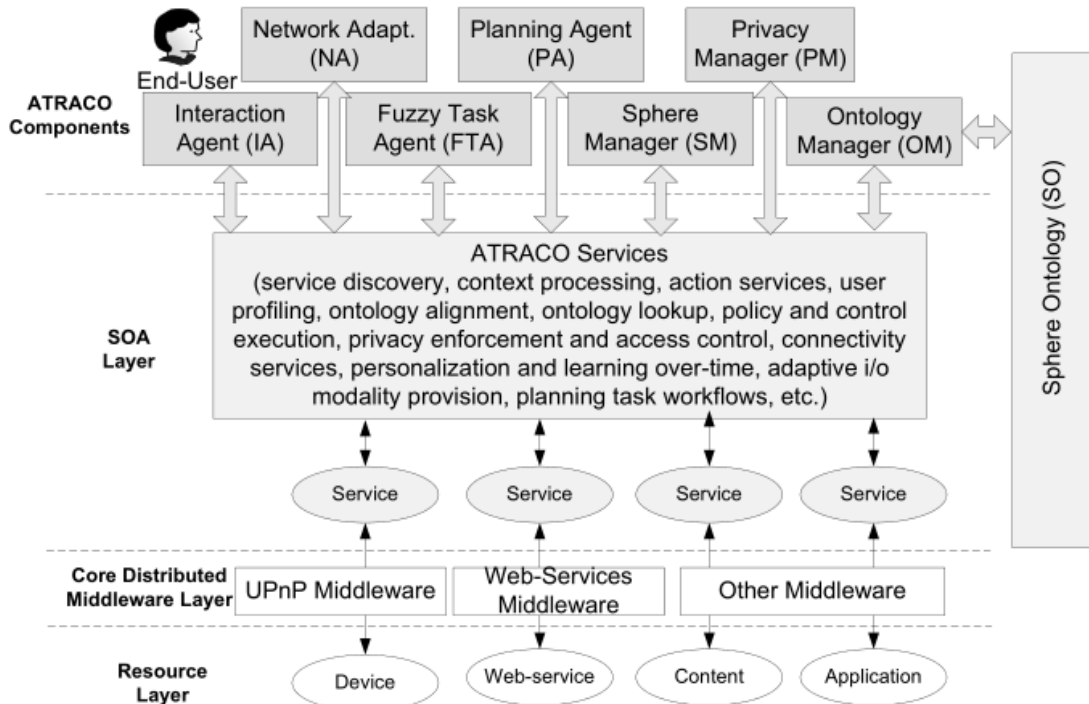 Network Adapt.
(NA)
Planning Agent
(PA)
Privacy
Manager (PM)
End-User
ATRACO
Components
Interaction
Agent (IA)
Fuzzy Task
Agent (FTA)
Sphere
Manager (SM)
Ontology
Manager (OM)
Sphere Ontology (SO)
SOA
Layer
ATRACO Services
(service discovery, context processing, action services, user
profiling, ontology alignment, ontology lookup, policy and control
execution, privacy enforcement and access control, connectivity
services, personalization and learning over-time, adaptive i/o
modality provision, planning task workflows, etc.)
Service
Service
Service
Service
Core Distributed
Middleware Layer
UPnP Middleware
Web-Services
Middleware
Other Middleware
Resource
Layer
Device
Web-service
Content
Application